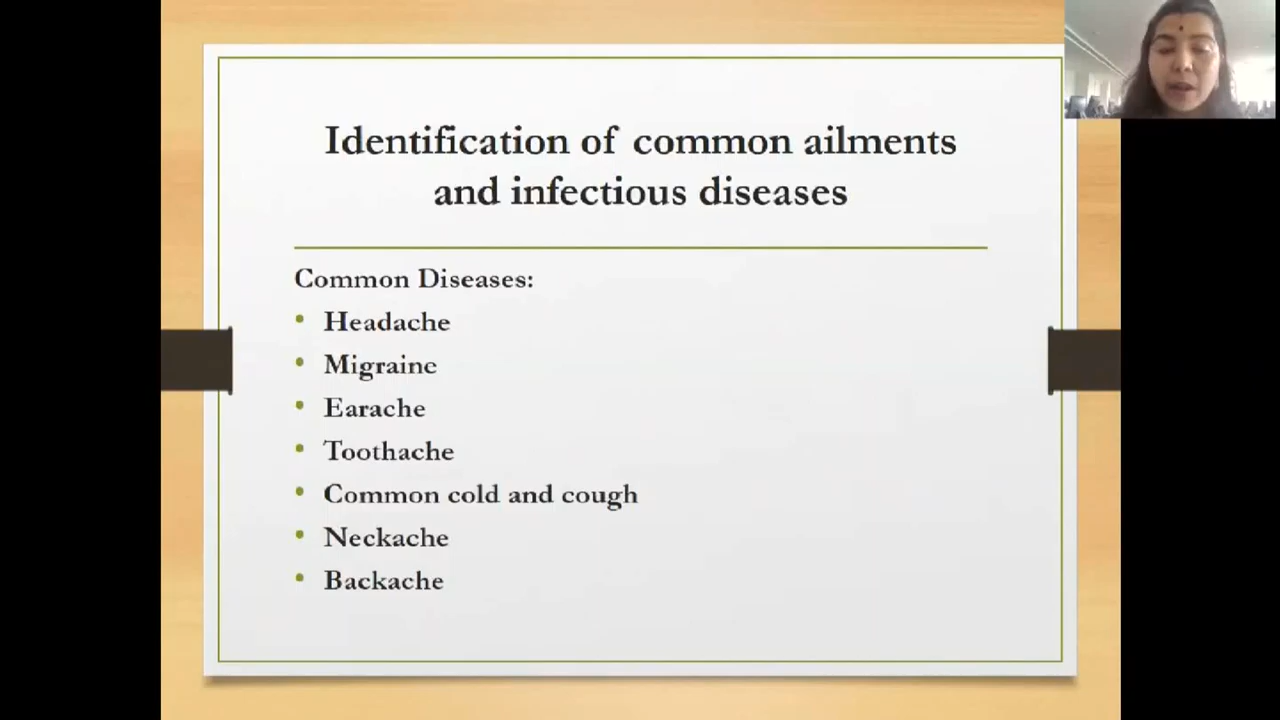 Identification of common ailments
and infectious diseases
Common Diseases:
• Headache
• Migraine
• Earache
• Toothache
• Common cold and cough
• Neckache
• Backache